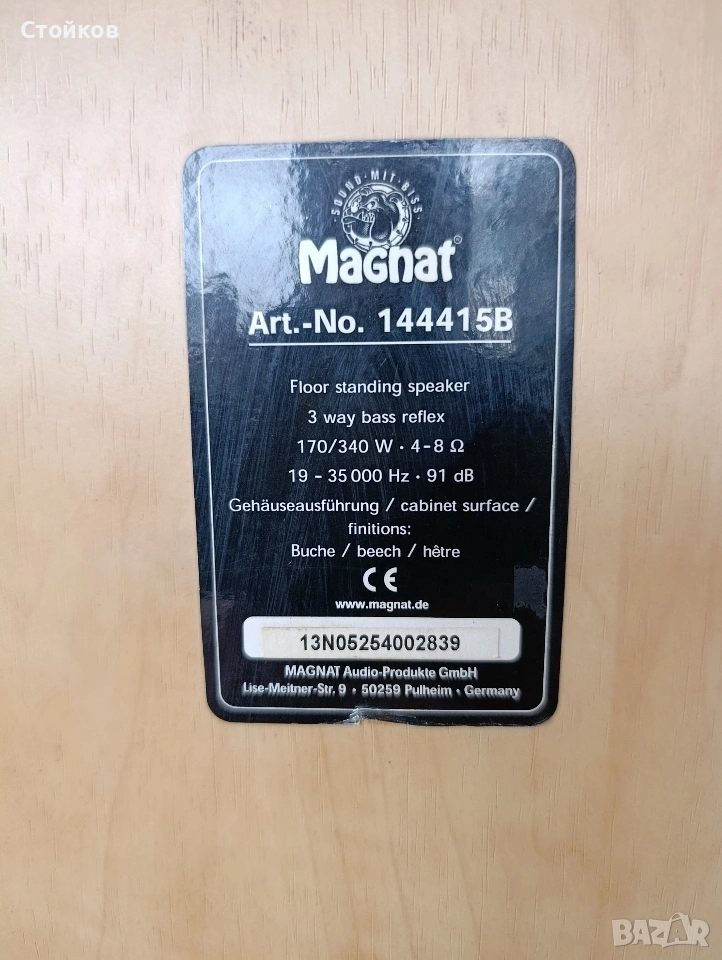 Стойков
SOUND·MIT·BISS
Magnat®
Art.-No. 144415B
Floor standing speaker
3 way bass reflex
170/340 W · 4-8 Ω
19 - 35 000 Hz · 91 dB
Gehäuseausführung / cabinet surface /
finitions:
Buche / beech / hêtre
CE
www.magnat.de
13N05254002839
MAGNAT Audio-Produkte GmbH
Lise-Meitner-Str. 9 · 50259 Pulheim · Germany
BAZAR